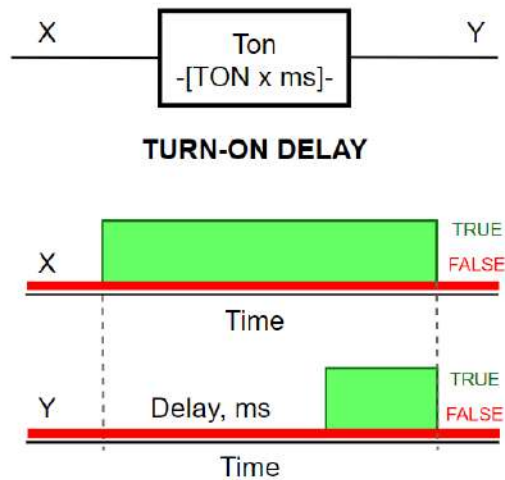 X
Ton
Y
-[TON x ms]-
TURN-ON DELAY
TRUE
X
FALSE
Time
TRUE
Y
Delay, ms
FALSE
Time